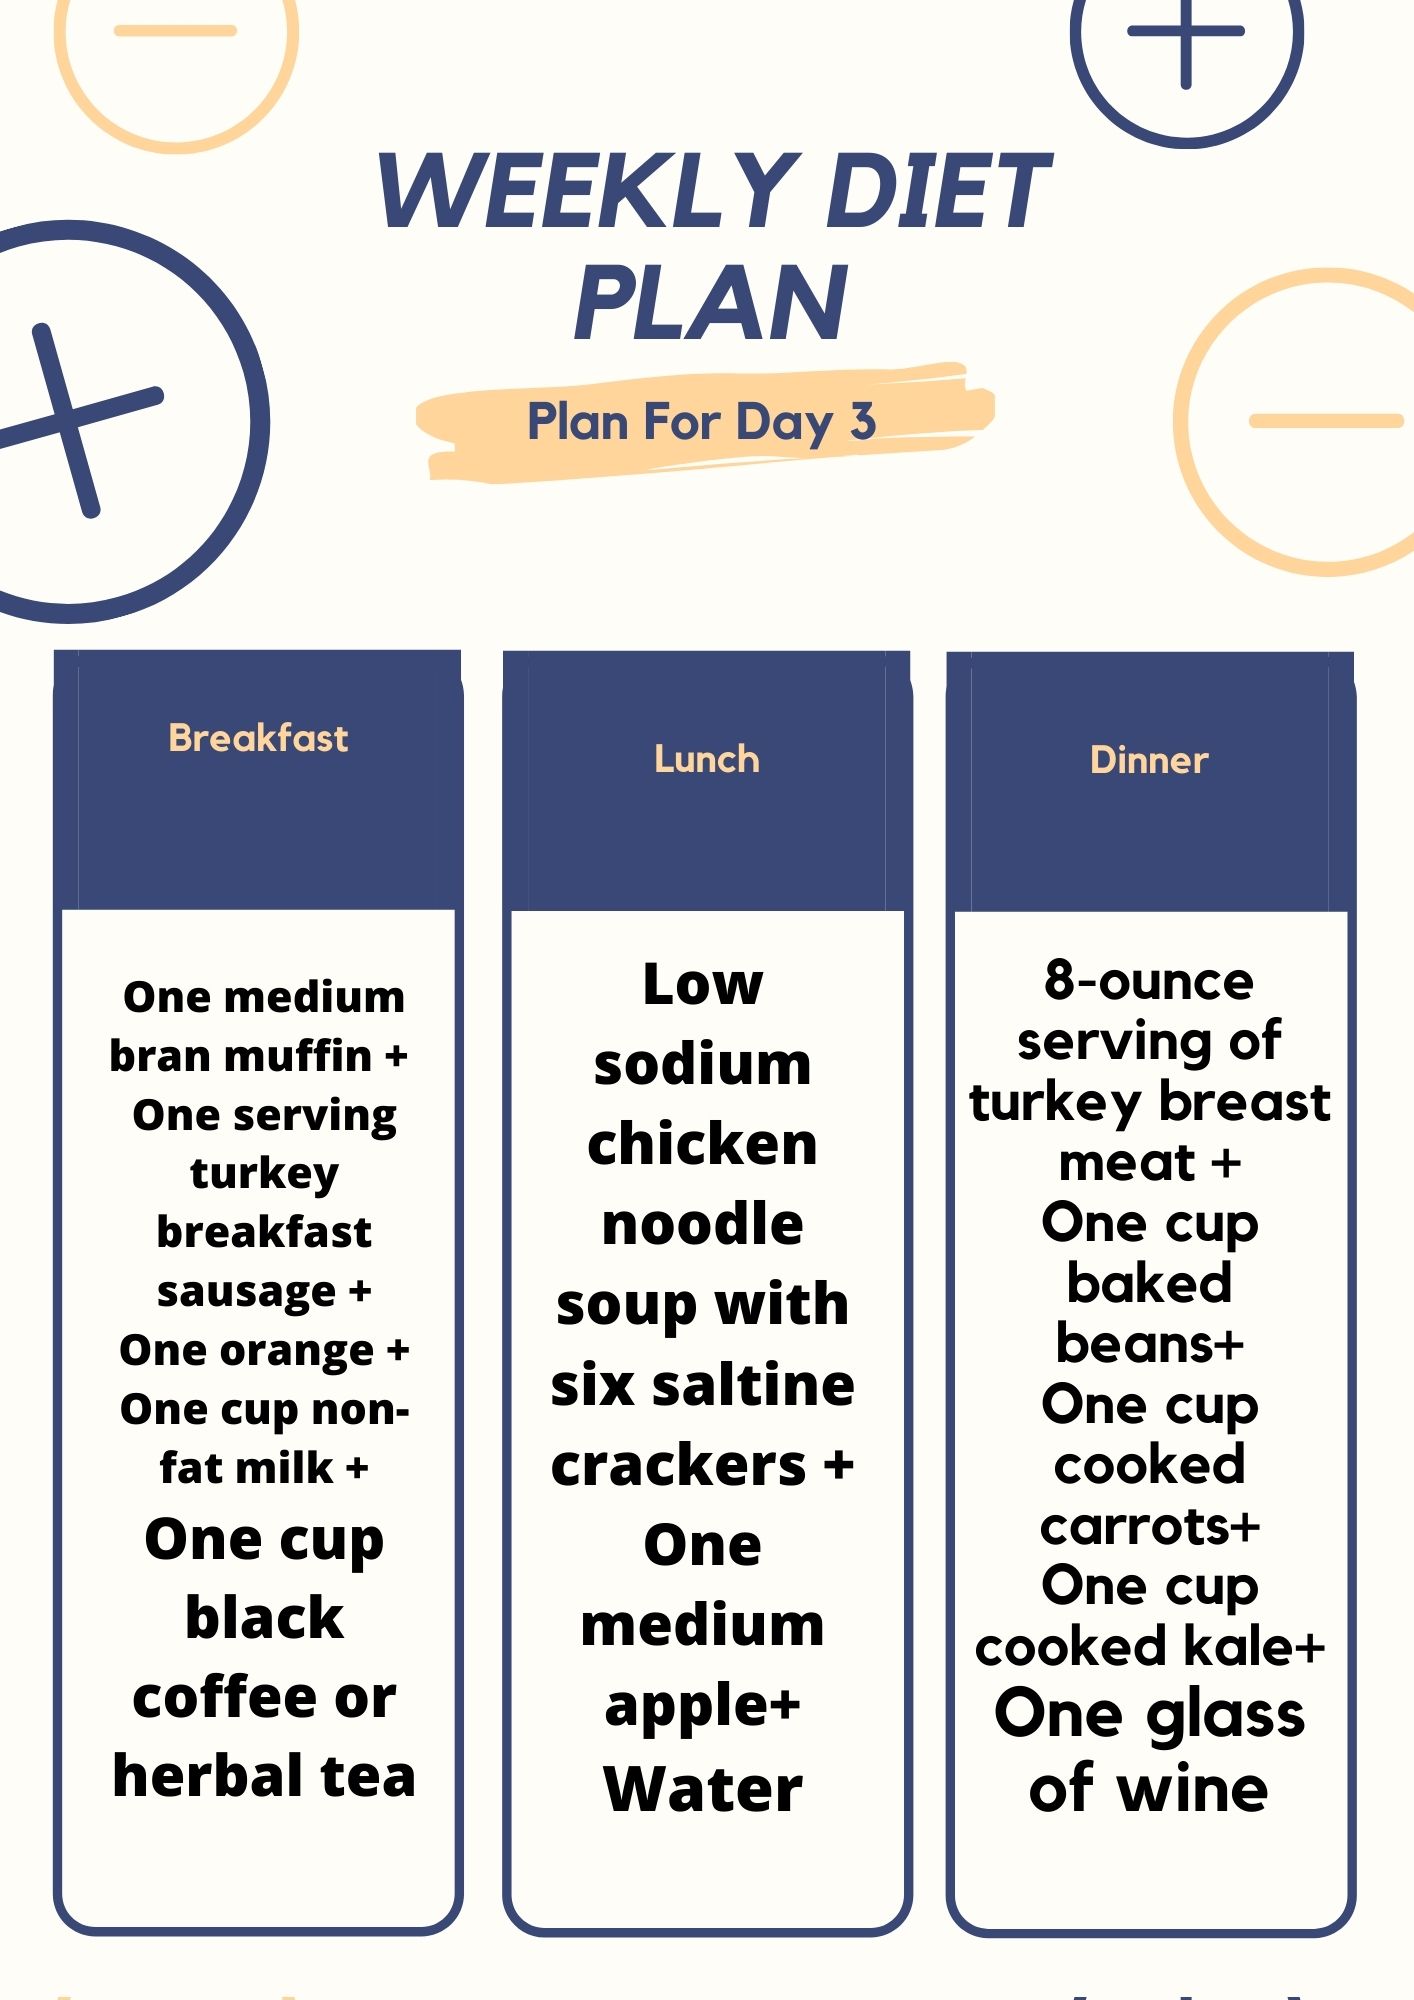 WEEKLY DIET
PLAN
Plan For Day 3
Breakfast
One medium
bran muffin +
One serving
turkey
breakfast
sausage +
One orange +
One cup non-
fat milk +
One cup
black
coffee or
herbal tea
Lunch
Low
sodium
chicken
noodle
soup with
six saltine
crackers +
One
medium
apple+
Water
Dinner
8-ounce
serving of
turkey breast
meat +
One cup
baked
beans+
One cup
cooked
carrots+
One cup
cooked kale+
One glass
of wine